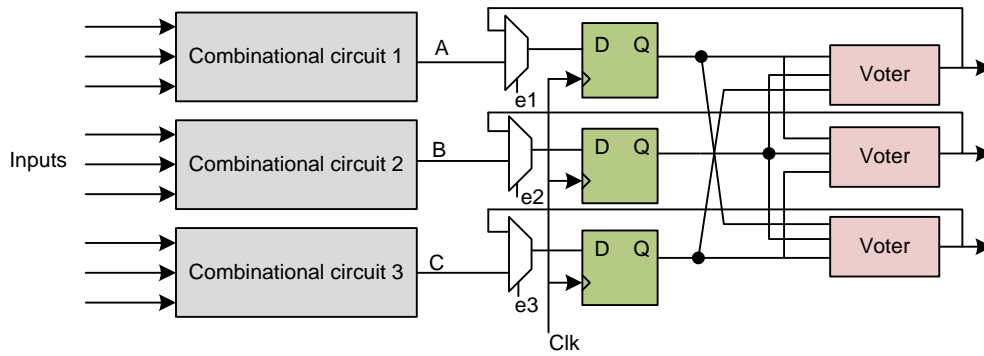 Combinational circuit 1
A
e1
D Q
Voter
Inputs
Combinational circuit 2
B
e2
D Q
Voter
Combinational circuit 3
C
e3
D Q
Voter
Clk